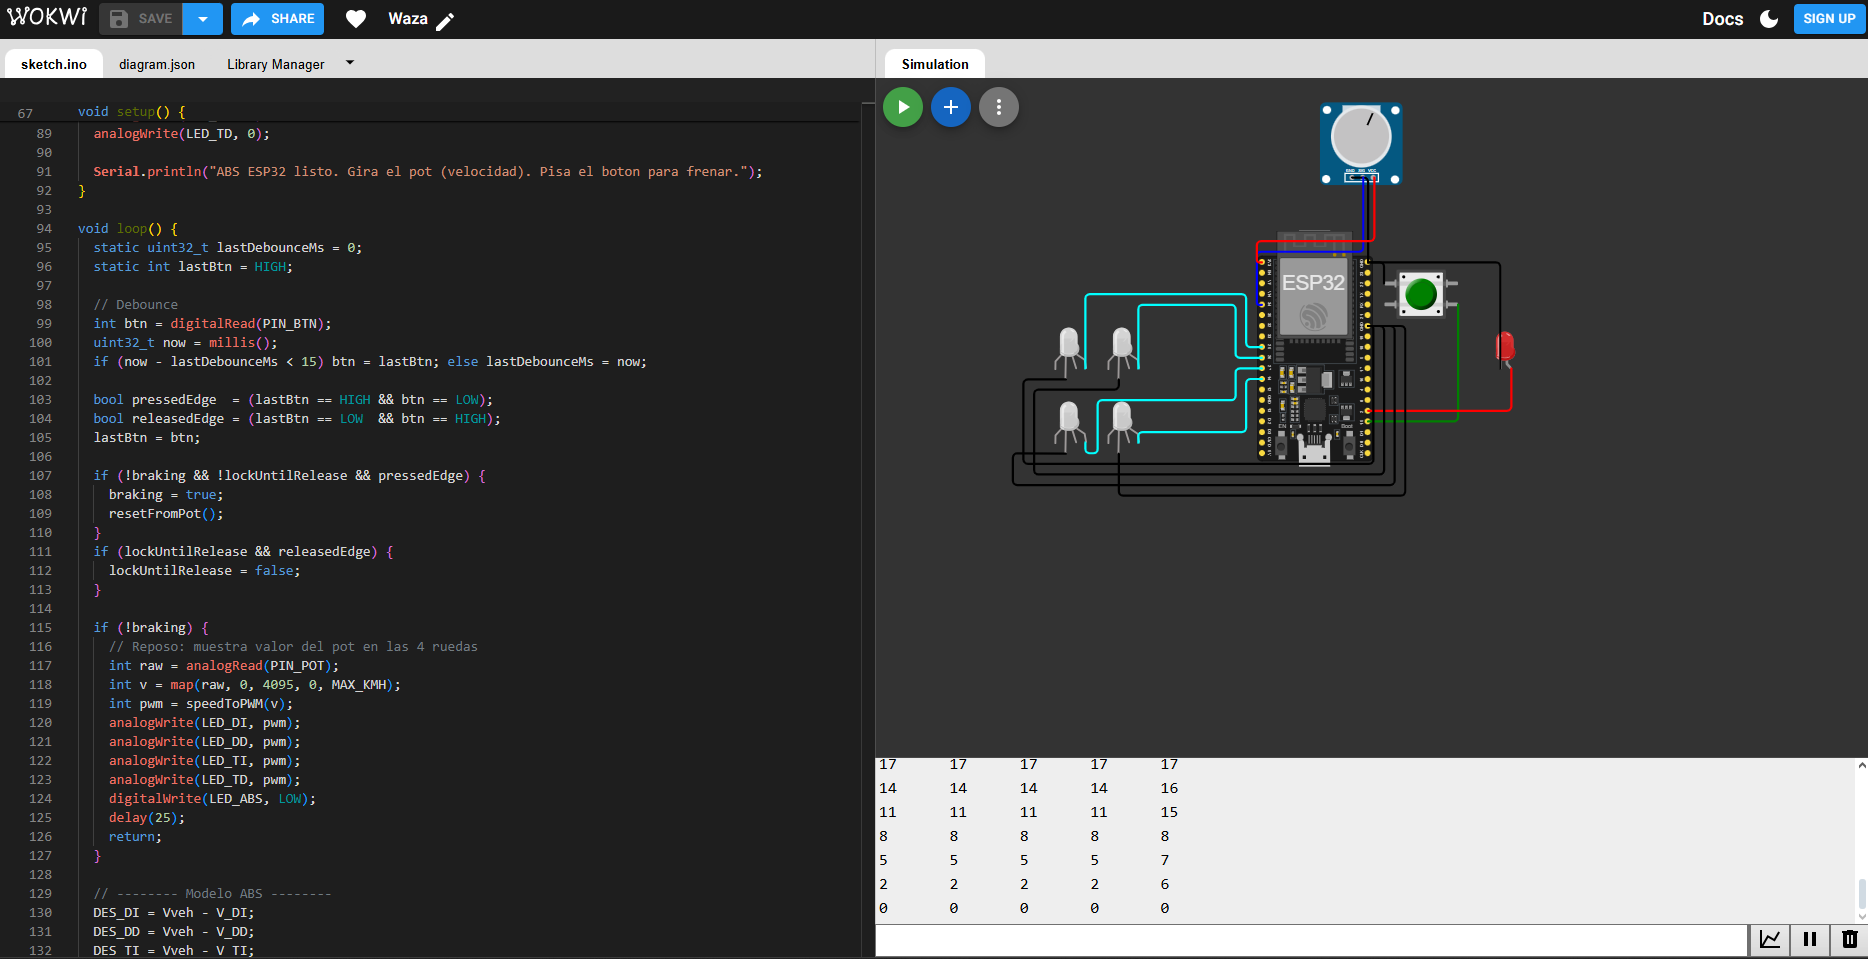 WOKWI SAVE SHARE Waza Docs SIGN UP
sketch.ino diagram.json Library Manager Simulation
67 void setup() {
89 analogWrite(LED_TD, 0);
90
91 Serial.println("ABS ESP32 listo. Gira el pot (velocidad). Pisa el boton para frenar.");
92 }
93
94 void loop() {
95 static uint32_t lastDebounceMs = 0;
96 static int lastBtn = HIGH;
97
98 // Debounce
99 int btn = digitalRead(PIN_BTN);
100 uint32_t now = millis();
101 if (now - lastDebounceMs < 15) btn = lastBtn; else lastDebounceMs = now;
102
103 bool pressedEdge = (lastBtn == HIGH && btn == LOW);
104 bool releasedEdge = (lastBtn == LOW && btn == HIGH);
105 lastBtn = btn;
106
107 if (!braking && !lockUntilRelease && pressedEdge) {
108 braking = true;
109 resetFromPot();
110 }
111 if (lockUntilRelease && releasedEdge) {
112 lockUntilRelease = false;
113 }
114
115 if (!braking) {
116 // Reposo: muestra valor del pot en las 4 ruedas
117 int raw = analogRead(PIN_POT);
118 int v = map(raw, 0, 4095, 0, MAX_KMH);
119 int pwm = speedToPWM(v);
120 analogWrite(LED_DI, pwm);
121 analogWrite(LED_DD, pwm);
122 analogWrite(LED_TI, pwm);
123 analogWrite(LED_TD, pwm);
124 digitalWrite(LED_ABS, LOW);
125 delay(25);
126 return;
127 }
128
129 // -------- Modelo ABS --------
130 DES_DI = Vveh - V_DI;
131 DES_DD = Vveh - V_DD;
132 DES_TI = Vveh - V_TI;
GND SIG VCC
ESP32
EN Boot
17 17 17 17 17
14 14 14 14 16
11 11 11 11 15
8 8 8 8 8
5 5 5 5 7
2 2 2 2 6
0 0 0 0 0